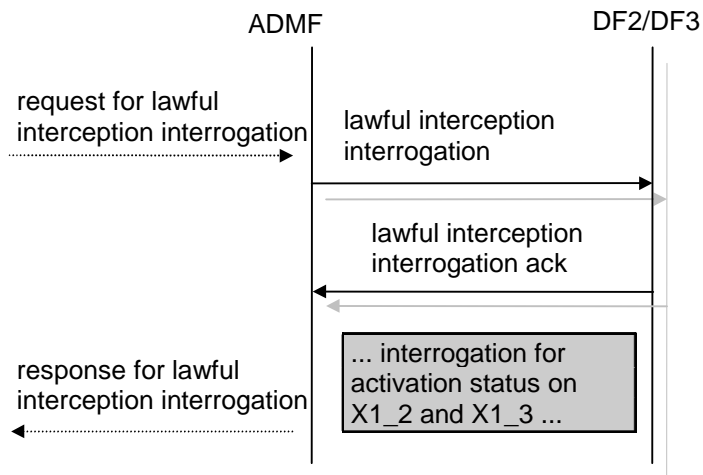 ADMF
DF2/DF3
request for lawful
interception interrogation
lawful interception
interrogation
lawful interception
interrogation ack
... interrogation for
activation status on
X1_2 and X1_3 ...
response for lawful
interception interrogation